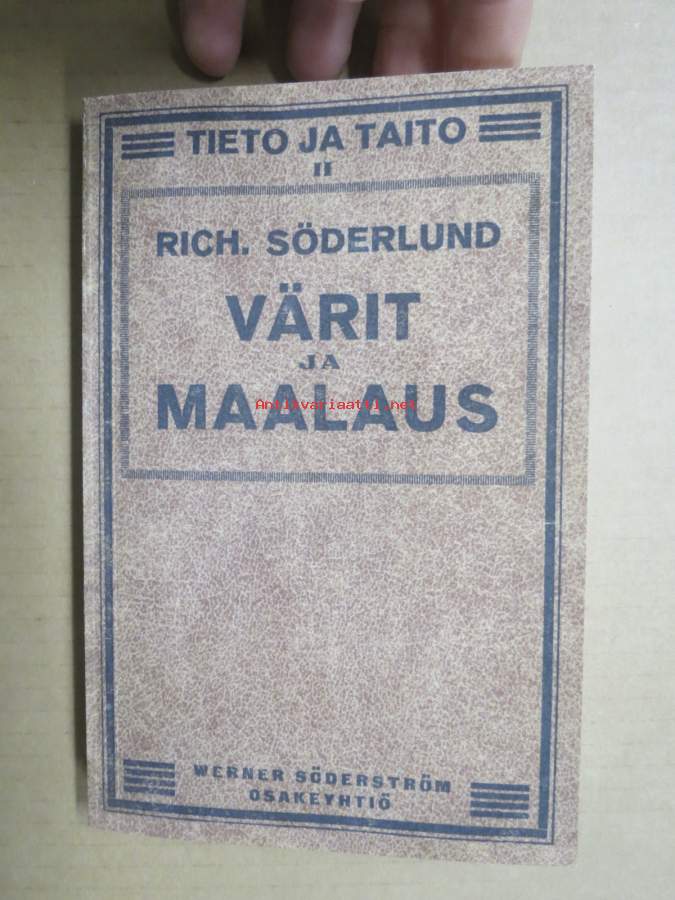 TIETO JA TAITO
II
RICH. SÖDERLUND
VÄRIT
JA
MAALAUS
Antikvariaatti.net
WERNER SÖDERSTRÖM
OSAKEYHTIÖ